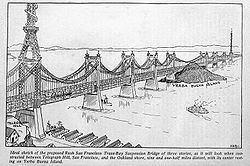 YERBA BUENA ISLAND
Ideal sketch of the proposed Rush San Francisco Trans-Bay Suspension Bridge of three stories, as it will look when con-
structed between Telegraph Hill, San Francisco, and the Oakland shore, nine and one-half miles distant, with its center rest-
ing on Yerba Buena Island.